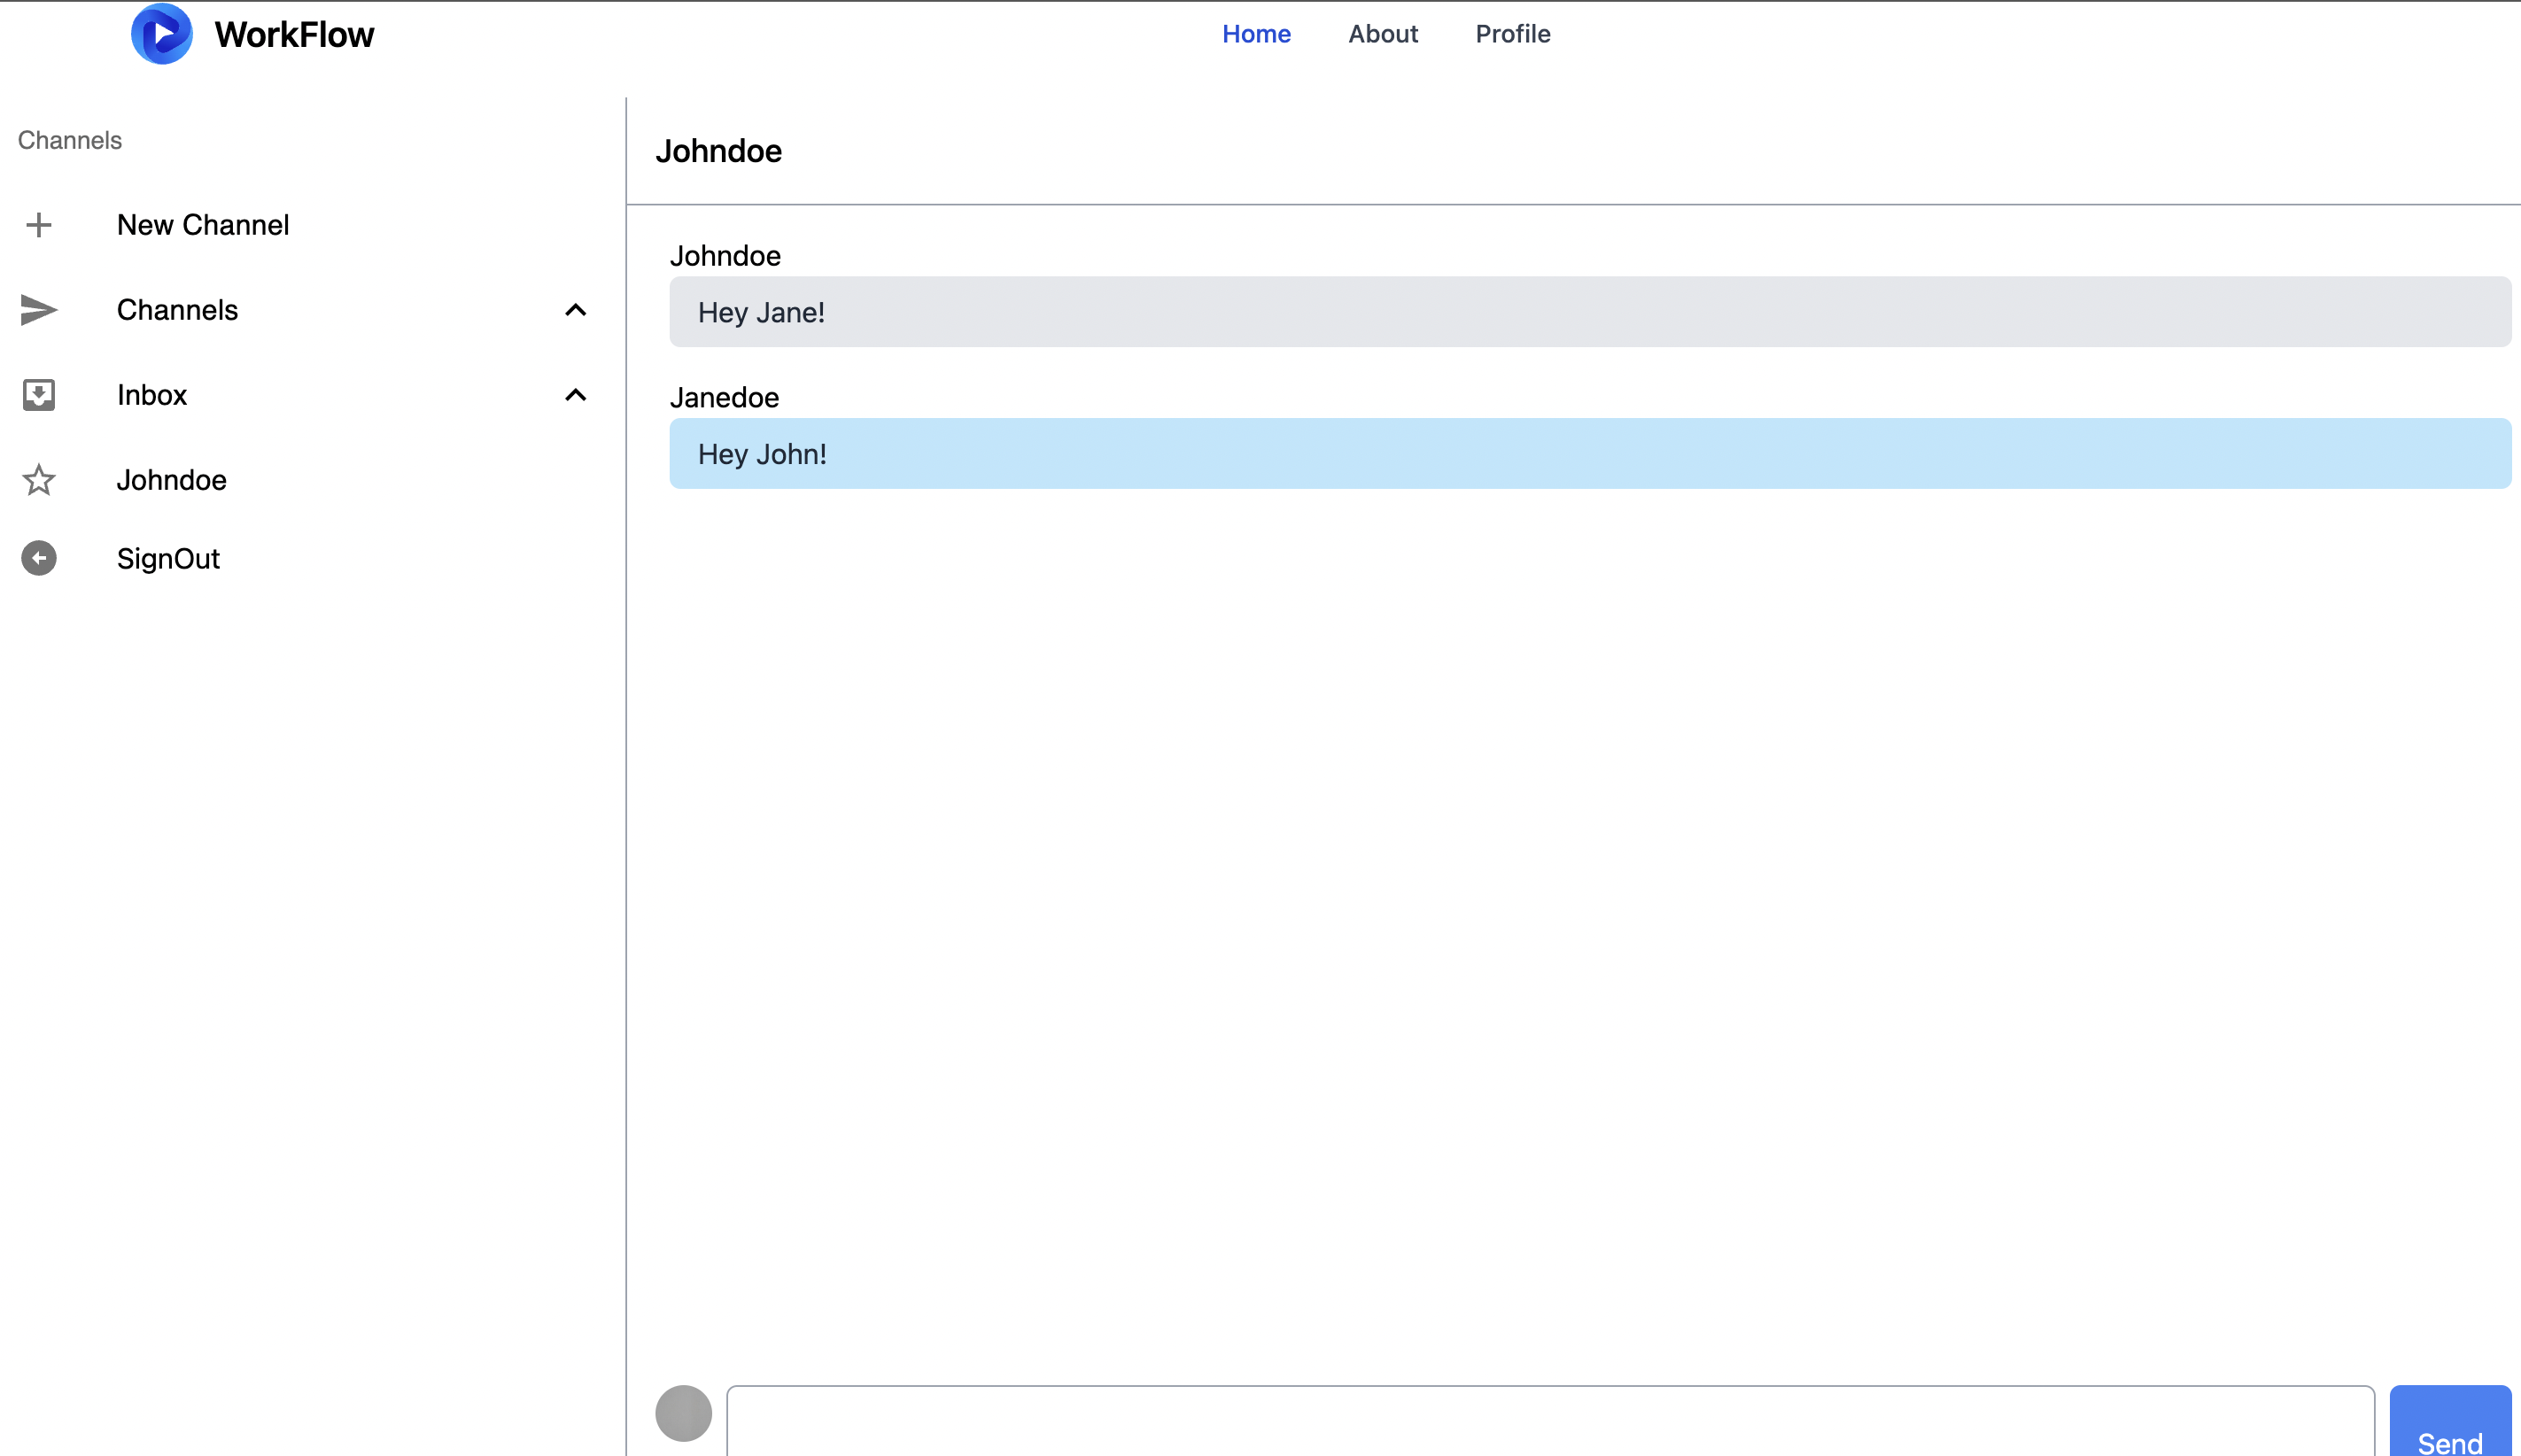 WorkFlow
Home About Profile
Channels
New Channel
Channels
Inbox
Johndoe
SignOut
Johndoe
Johndoe
Hey Jane!
Janedoe
Hey John!
Send